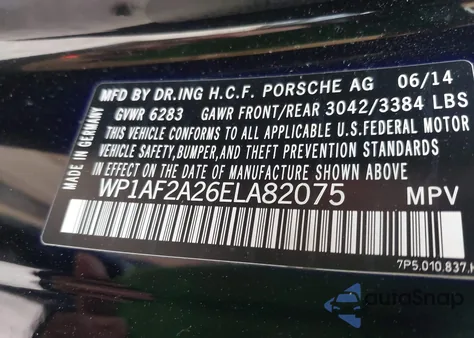 MFD BY DR.ING H.C.F. PORSCHE AG 06/14
GVWR 6283 GAWR FRONT/REAR 3042/3384 LBS
THIS VEHICLE CONFORMS TO ALL APPLICABLE U.S.FEDERAL MOTOR
VEHICLE SAFETY,BUMPER,AND THEFT PREVENTION STANDARDS
IN EFFECT ON THE DATE OF MANUFACTURE SHOWN ABOVE
WP1AF2A26ELA82075 MPV
MADE IN GERMANY
7P5.010.837.H
autoSnap